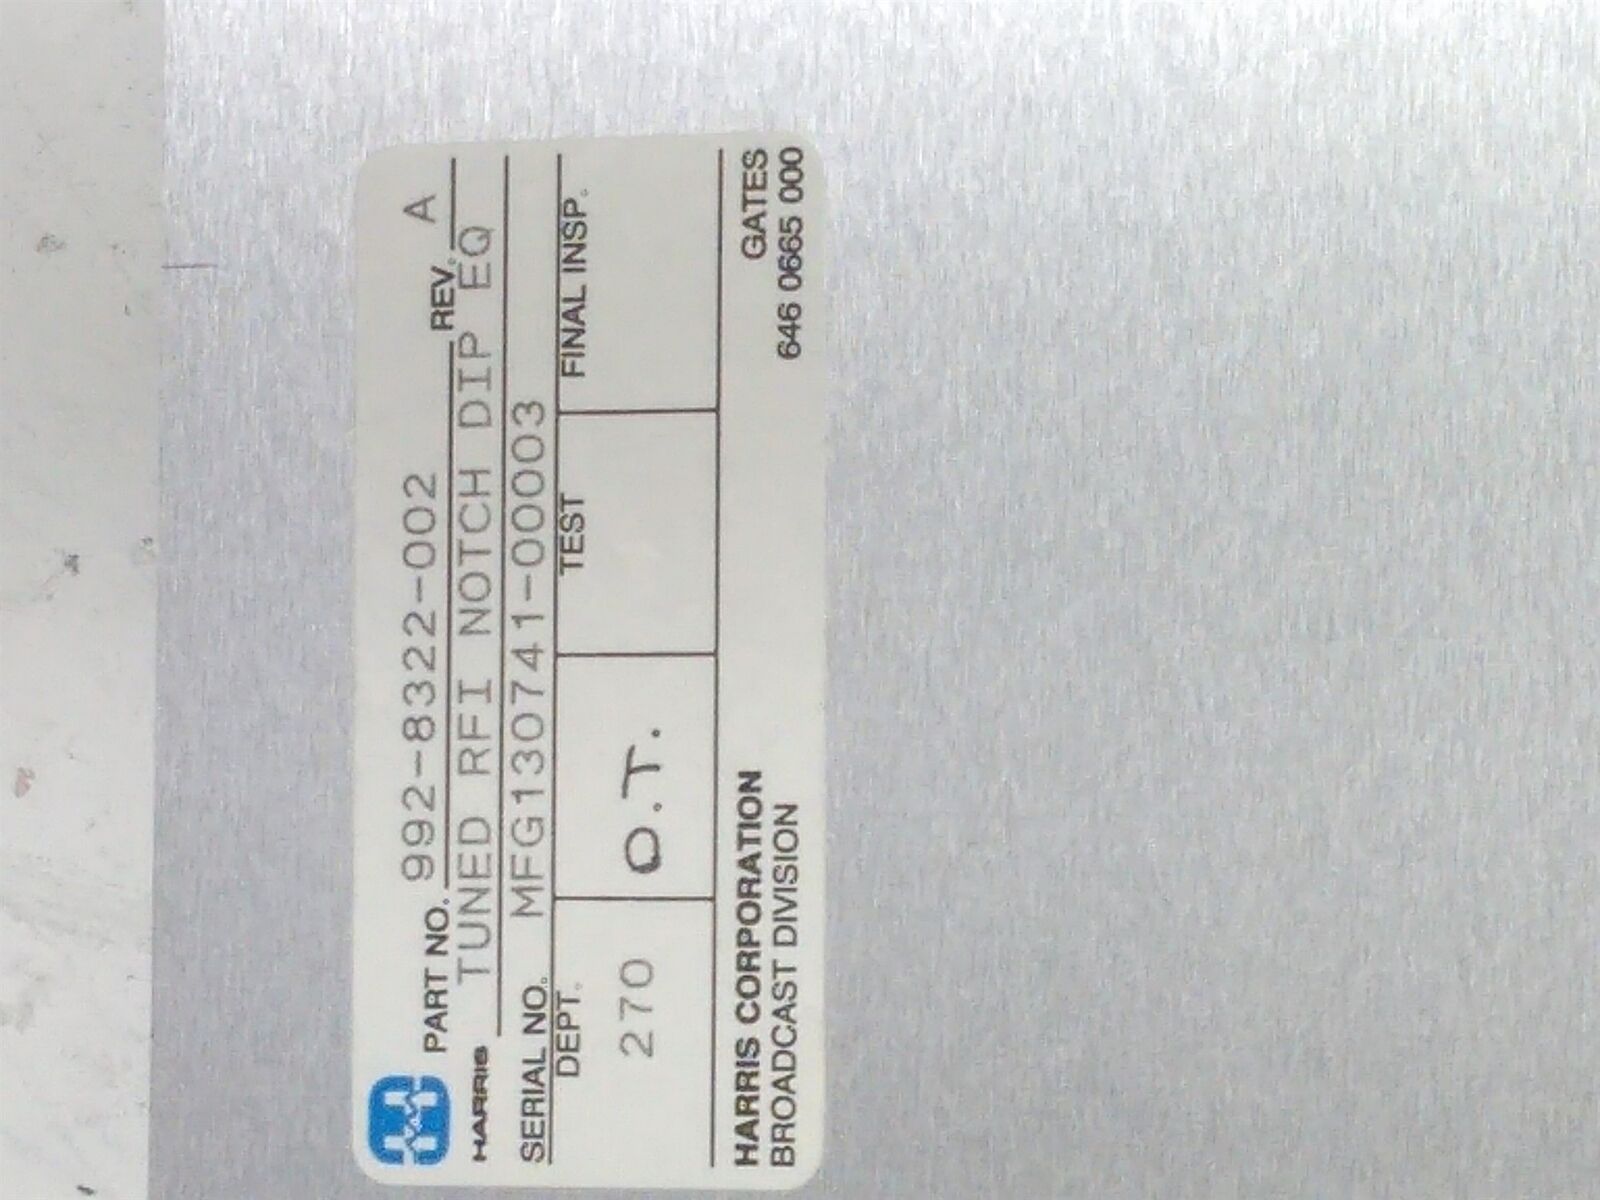 PART NO. 992-8322-002 REV. A
HARRIS TUNED RFI NOTCH DIP EQ
SERIAL NO. MFG130741-00003
DEPT. TEST FINAL INSP.
270 O.T.
HARRIS CORPORATION GATES
BROADCAST DIVISION 646 0665 000